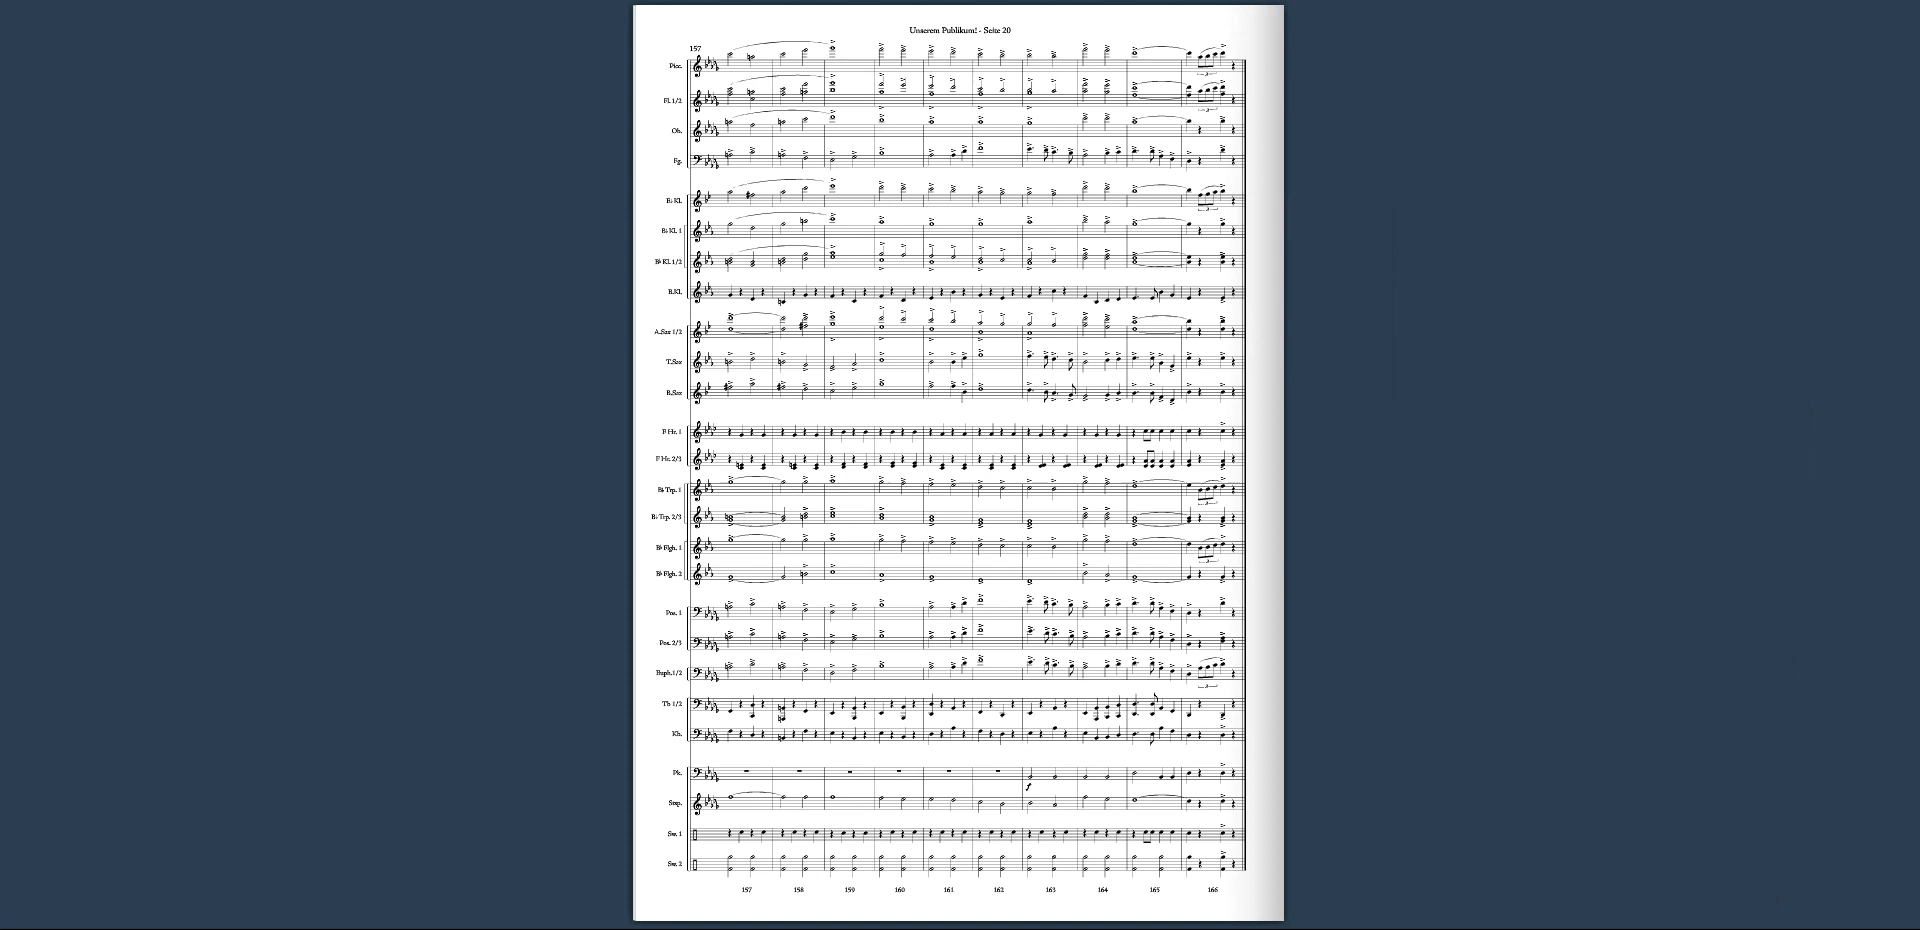 Unserem Publikum! - Seite 20
157
Picc.
Fl. 1/2
Ob.
Fg.
E♭ Kl.
B♭ Kl. 1
B♭ Kl. 1/2
B.Kl.
A.Sax 1/2
T.Sax
B.Sax
F Hr. 1
F Hr. 2/3
B♭ Trp. 1
B♭ Trp. 2/3
B♭ Flgh. 1
B♭ Flgh. 2
Pos. 1
Pos. 2/3
Euph.1/2
Tb 1/2
Kb.
Pk.
f
Stsp.
Sw. 1
Sw. 2
157 158 159 160 161 162 163 164 165 166